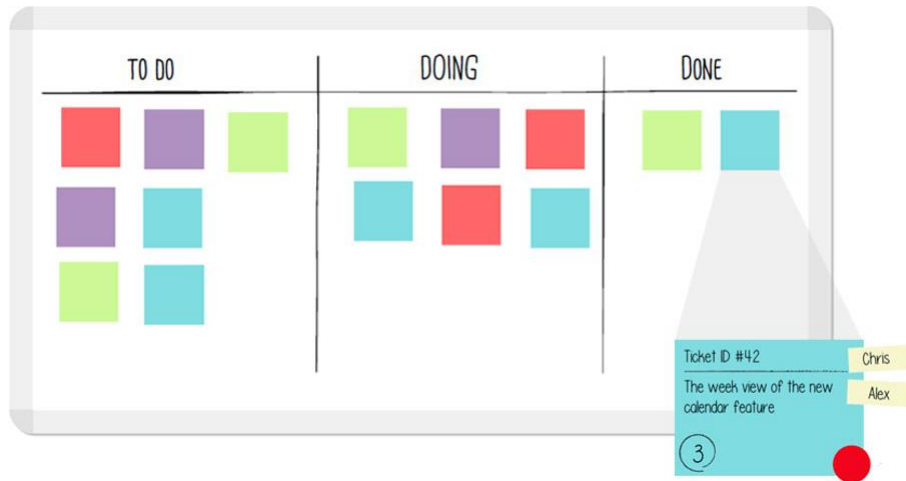 TO DO
DOING
DONE
Ticket ID #42
Chris
The week view of the new
calendar feature
Alex
3